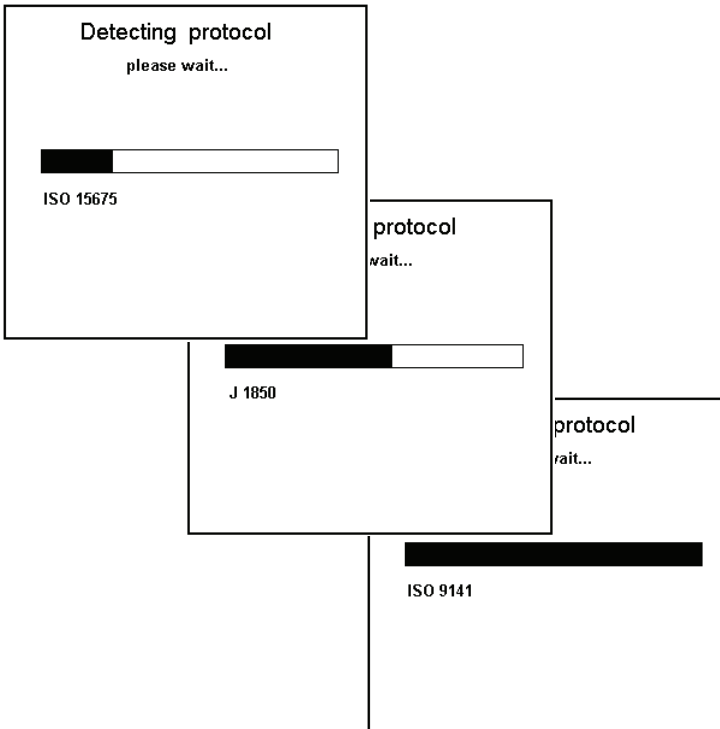 Detecting protocol
please wait...
ISO 15675
protocol
wait...
J 1850
protocol
wait...
ISO 9141